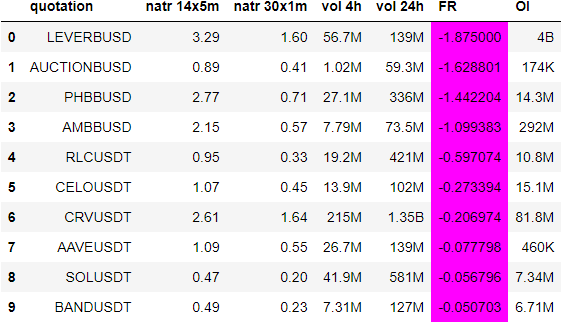 quotation natr 14x5m natr 30x1m vol 4h vol 24h FR OI
0 LEVERBUSD 3.29 1.60 56.7M 139M -1.875000 4B
1 AUCTIONBUSD 0.89 0.41 1.02M 59.3M -1.628801 174K
2 PHBBUSD 2.77 0.71 27.1M 336M -1.442204 14.3M
3 AMBBUSD 2.15 0.57 7.79M 73.5M -1.099383 292M
4 RLCUSDT 0.95 0.33 19.2M 421M -0.597074 10.8M
5 CELOUSDT 1.07 0.45 13.9M 102M -0.273394 15.1M
6 CRVUSDT 2.61 1.64 215M 1.35B -0.206974 81.8M
7 AAVEUSDT 1.09 0.55 26.7M 139M -0.077798 460K
8 SOLUSDT 0.47 0.20 41.9M 581M -0.056796 7.34M
9 BANDUSDT 0.49 0.23 7.31M 127M -0.050703 6.71M